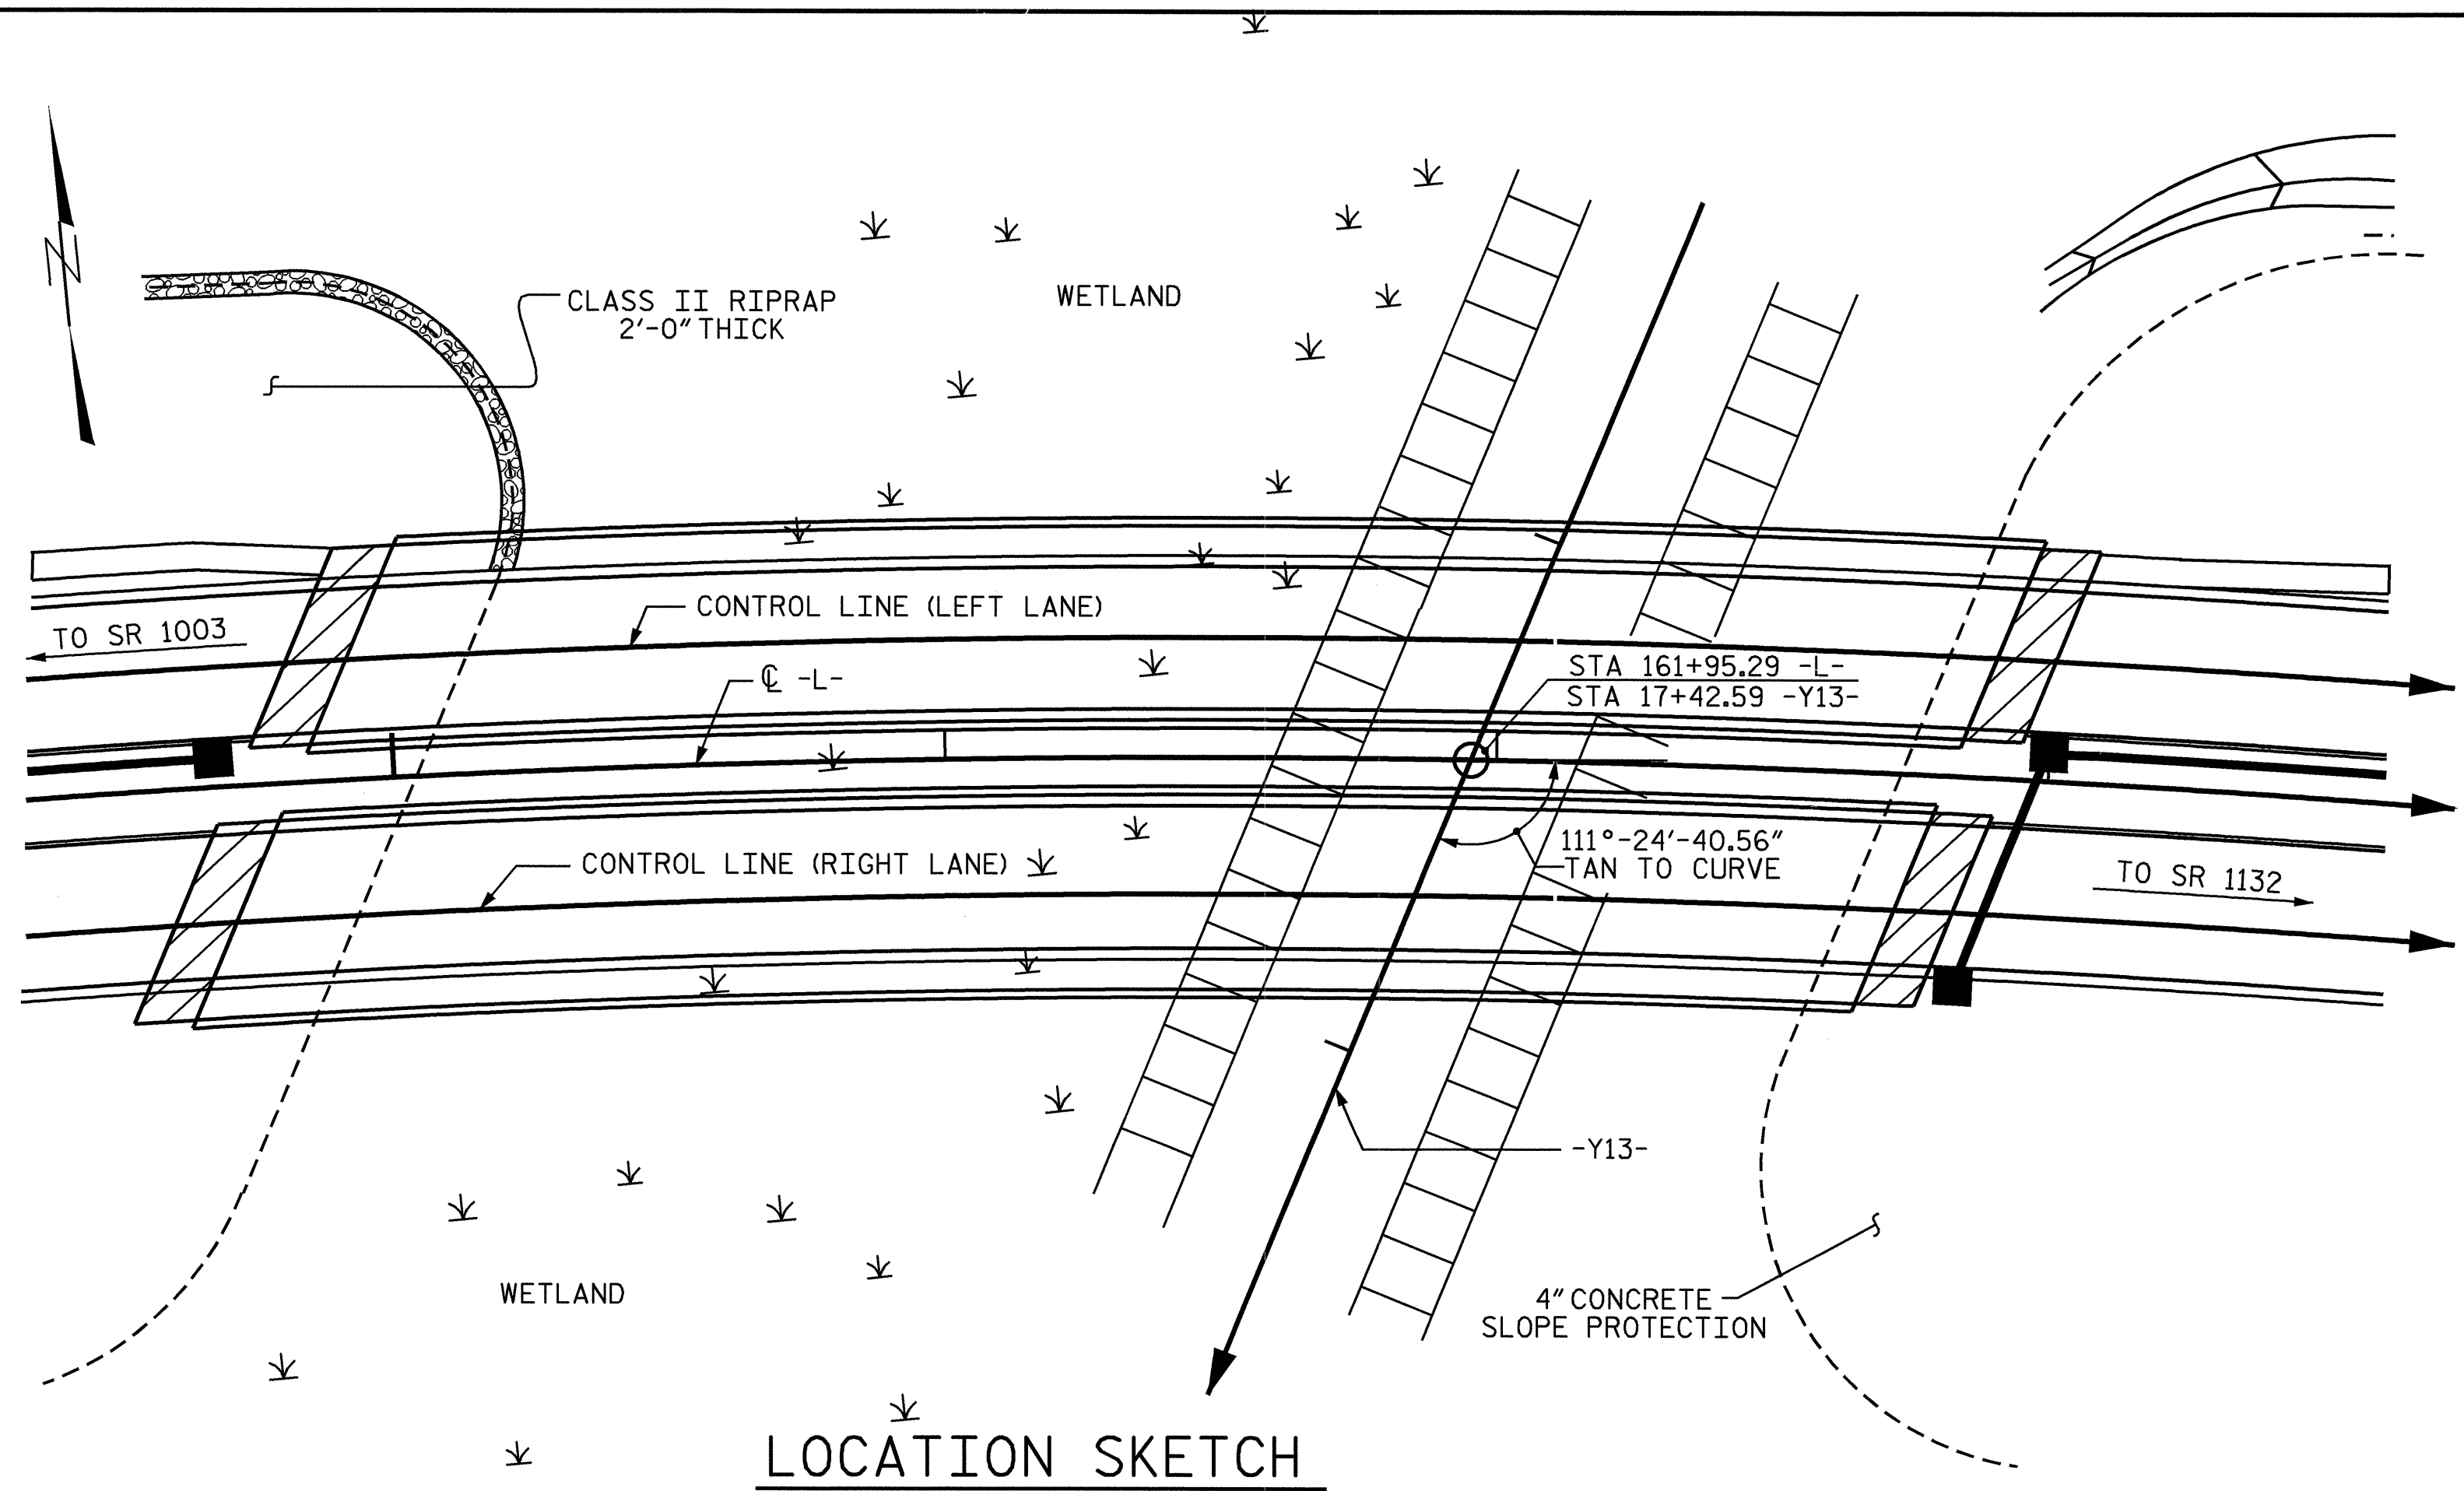 N
CLASS II RIPRAP
2'-0" THICK
WETLAND
CONTROL LINE (LEFT LANE)
TO SR 1003
℄ -L-
STA 161+95.29 -L-
STA 17+42.59 -Y13-
111°-24'-40.56"
TAN TO CURVE
CONTROL LINE (RIGHT LANE)
TO SR 1132
-Y13-
WETLAND
4" CONCRETE
SLOPE PROTECTION
LOCATION SKETCH